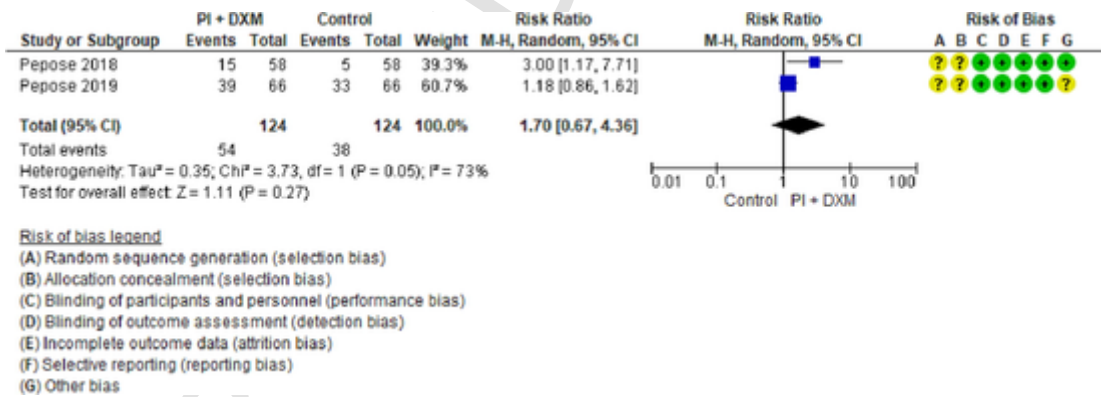 PI + DXM Control Risk Ratio Risk Ratio Risk of Bias
Study or Subgroup Events Total Events Total Weight M-H, Random, 95% CI M-H, Random, 95% CI A B C D E F G
Pepose 2018 15 58 5 58 39.3% 3.00 [1.17, 7.71] ? ? + + + + +
Pepose 2019 39 66 33 66 60.7% 1.18 [0.86, 1.62] ? ? + + + + ?
Total (95% CI) 124 124 100.0% 1.70 [0.67, 4.36]
Total events 54 38
Heterogeneity: Tau² = 0.35; Chi² = 3.73, df = 1 (P = 0.05); I² = 73%
Test for overall effect: Z = 1.11 (P = 0.27)
0.01 0.1 1 10 100
Control PI + DXM
Risk of bias legend
(A) Random sequence generation (selection bias)
(B) Allocation concealment (selection bias)
(C) Blinding of participants and personnel (performance bias)
(D) Blinding of outcome assessment (detection bias)
(E) Incomplete outcome data (attrition bias)
(F) Selective reporting (reporting bias)
(G) Other bias